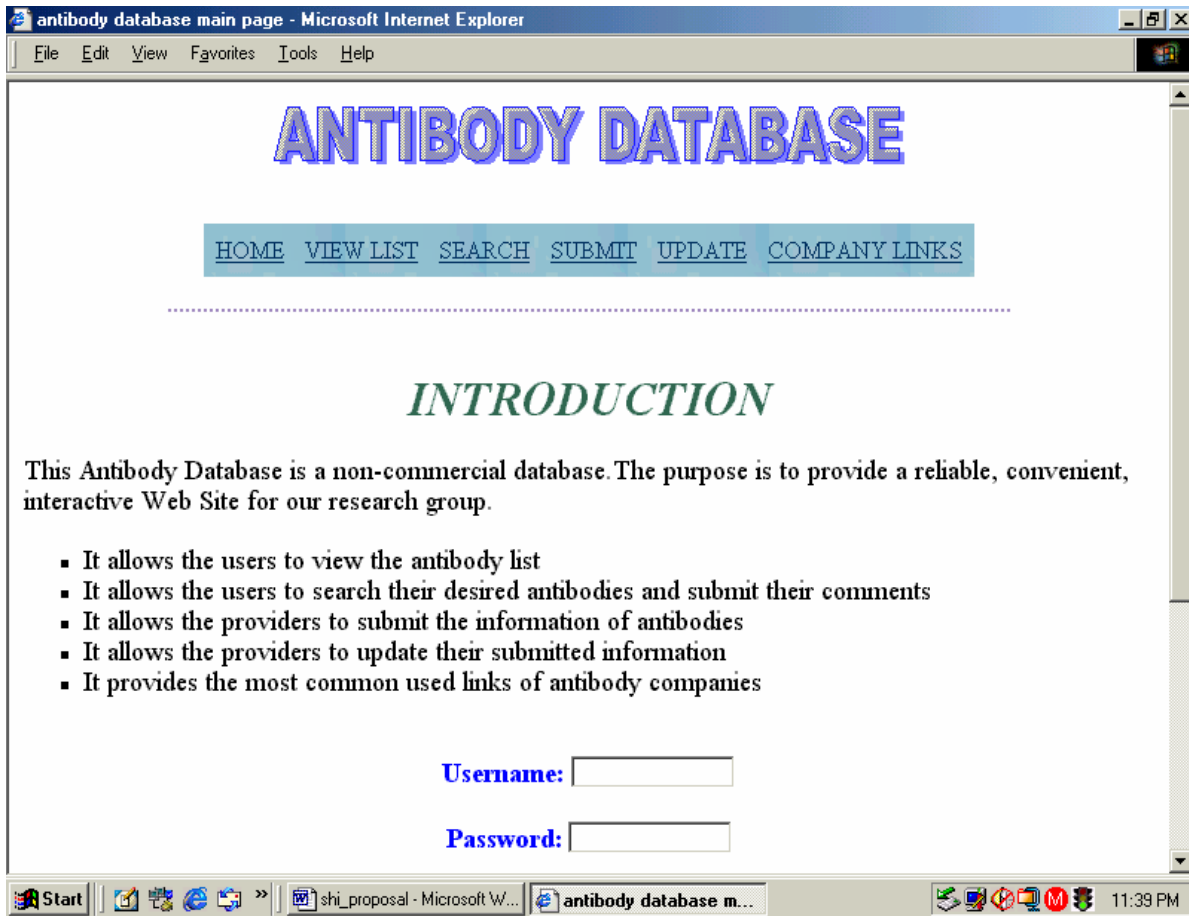 antibody database main page - Microsoft Internet Explorer
File Edit View Favorites Tools Help
ANTIBODY DATABASE
HOME VIEW LIST SEARCH SUBMIT UPDATE COMPANY LINKS
INTRODUCTION
This Antibody Database is a non-commercial database.The purpose is to provide a reliable, convenient,
interactive Web Site for our research group.
▪ It allows the users to view the antibody list
▪ It allows the users to search their desired antibodies and submit their comments
▪ It allows the providers to submit the information of antibodies
▪ It allows the providers to update their submitted information
▪ It provides the most common used links of antibody companies
Username:
Password:
Start » shi_proposal - Microsoft W... antibody database m... M 11:39 PM